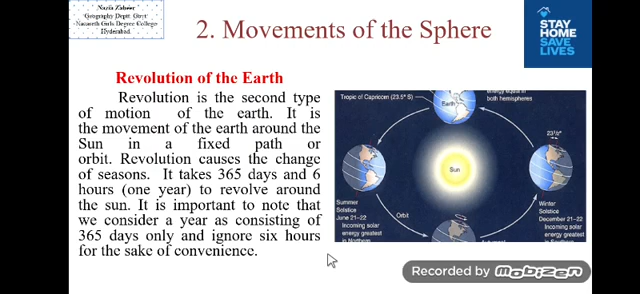 Nazia Zaheer
Geography Deptt: Govt
Nazareth Girls Degree College
Hyderabad
2. Movements of the Sphere
STAY
HOME
SAVE
LIVES
Revolution of the Earth
Revolution is the second type
of motion of the earth. It is
the movement of the earth around the
Sun in a fixed path or
orbit. Revolution causes the change
of seasons. It takes 365 days and 6
hours (one year) to revolve around
the sun. It is important to note that
we consider a year as consisting of
365 days only and ignore six hours
for the sake of convenience.
Tropic of Capricorn (23.5° S)
Earth
energy equal in
both hemispheres
23½°
Sun
Summer
Solstice
June 21–22
Incoming solar
energy greatest
in Northern
Orbit
Winter
Solstice
December 21–22
Incoming solar
energy greatest
Recorded by Mobizen